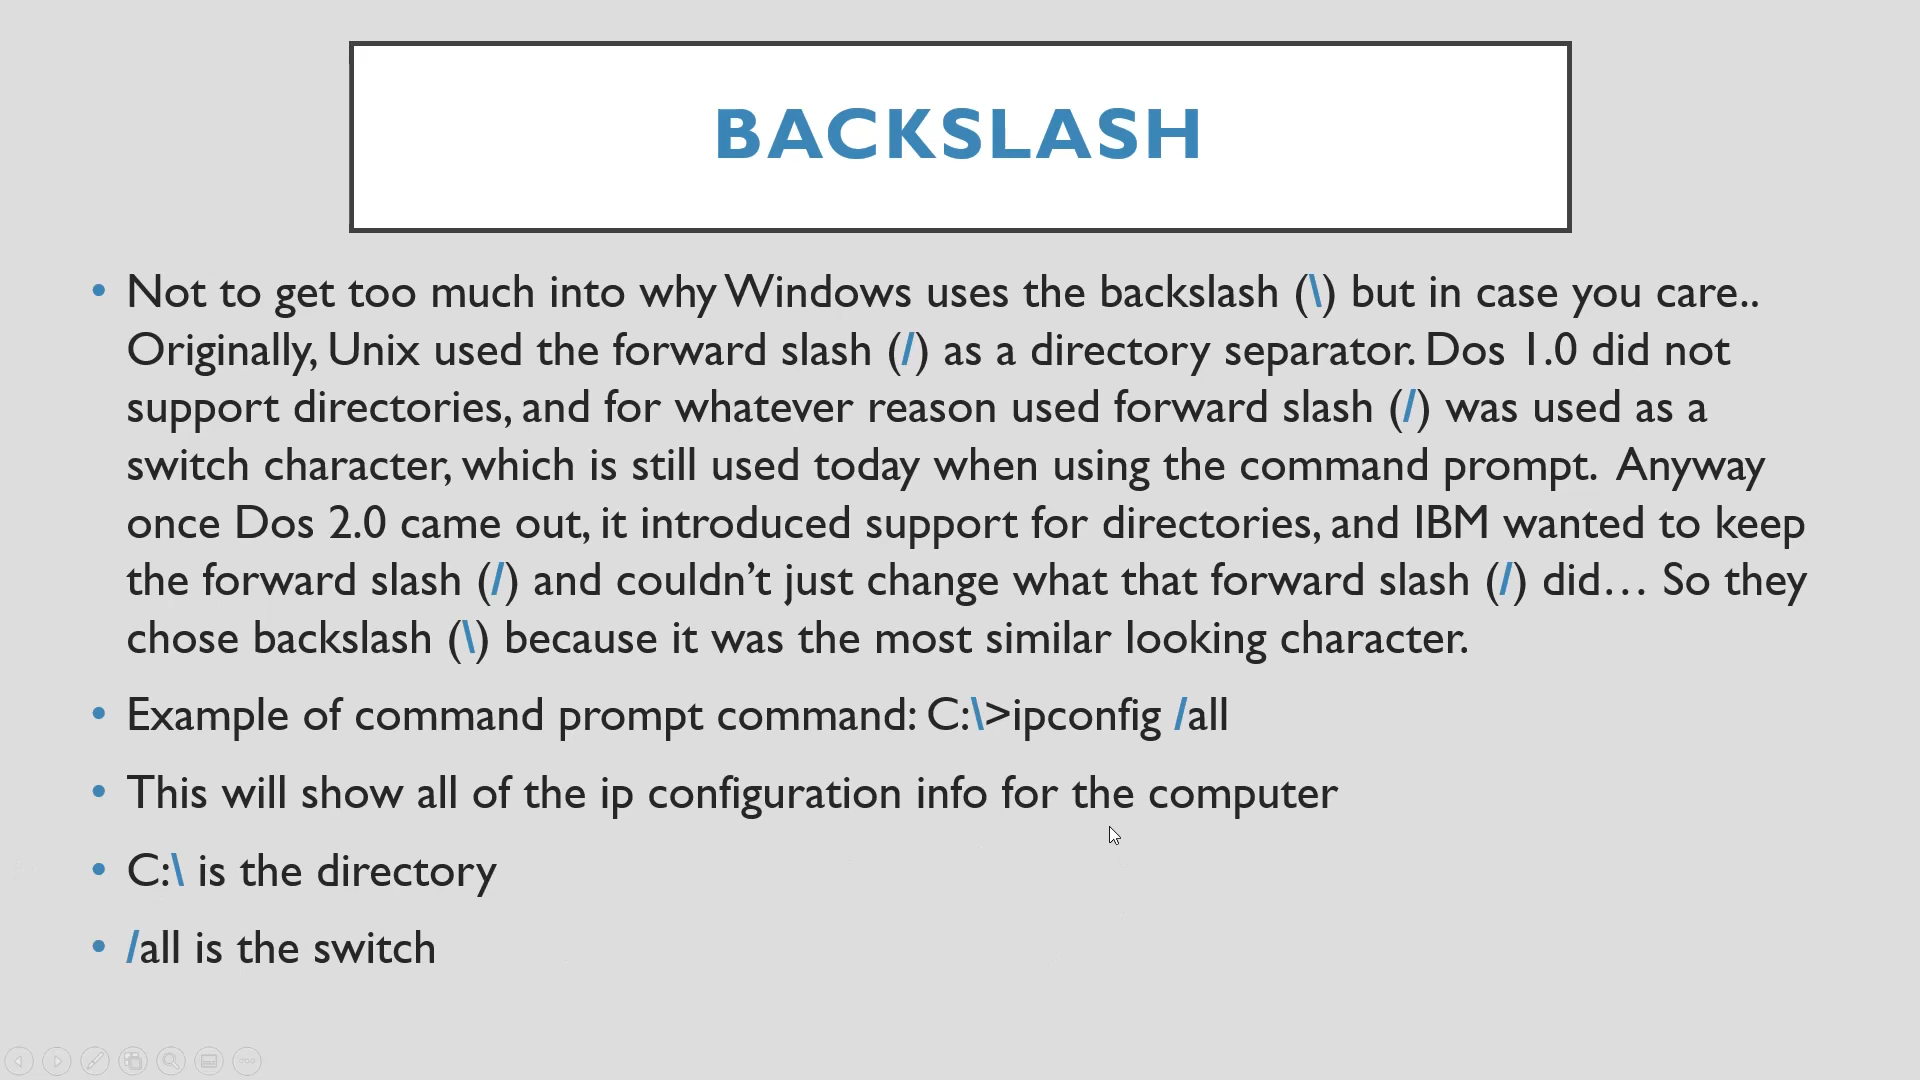 BACKSLASH
• Not to get too much into why Windows uses the backslash (\) but in case you care..
Originally, Unix used the forward slash (/) as a directory separator. Dos 1.0 did not
support directories, and for whatever reason used forward slash (/) was used as a
switch character, which is still used today when using the command prompt.  Anyway
once Dos 2.0 came out, it introduced support for directories, and IBM wanted to keep
the forward slash (/) and couldn’t just change what that forward slash (/) did… So they
chose backslash (\) because it was the most similar looking character.
• Example of command prompt command: C:\>ipconfig /all
• This will show all of the ip configuration info for the computer
• C:\ is the directory
• /all is the switch